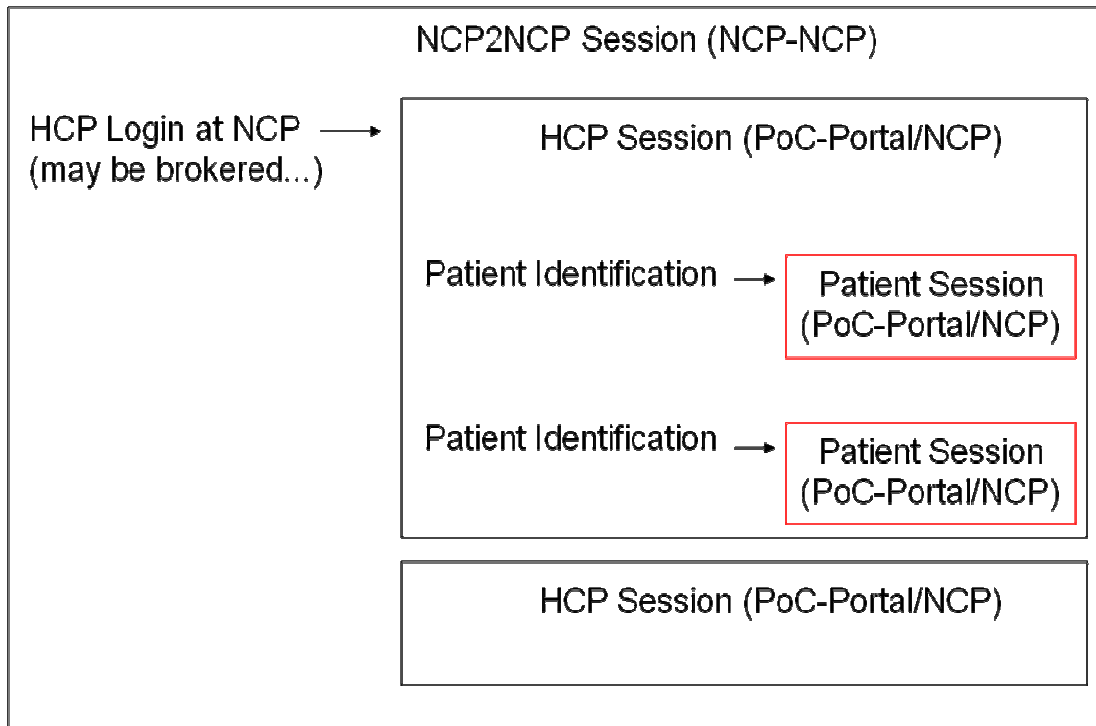 NCP2NCP Session (NCP-NCP)
HCP Login at NCP
(may be brokered...)
HCP Session (PoC-Portal/NCP)
Patient Identification
Patient Session
(PoC-Portal/NCP)
Patient Identification
Patient Session
(PoC-Portal/NCP)
HCP Session (PoC-Portal/NCP)